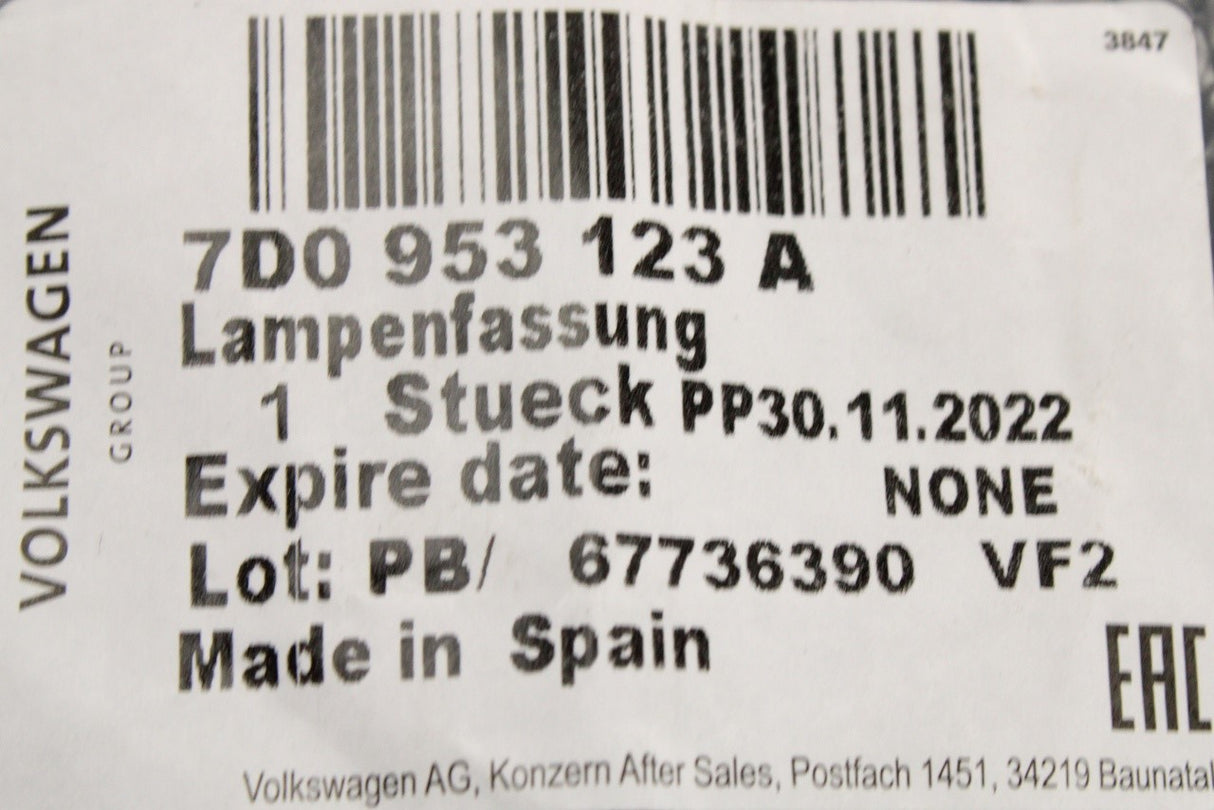 3847
VOLKSWAGEN
GROUP
7D0 953 123 A
Lampenfassung
1 Stueck PP30.11.2022
Expire date: NONE
Lot: PB/ 67736390 VF2
Made in Spain
EAC
Volkswagen AG, Konzern After Sales, Postfach 1451, 34219 Baunatal